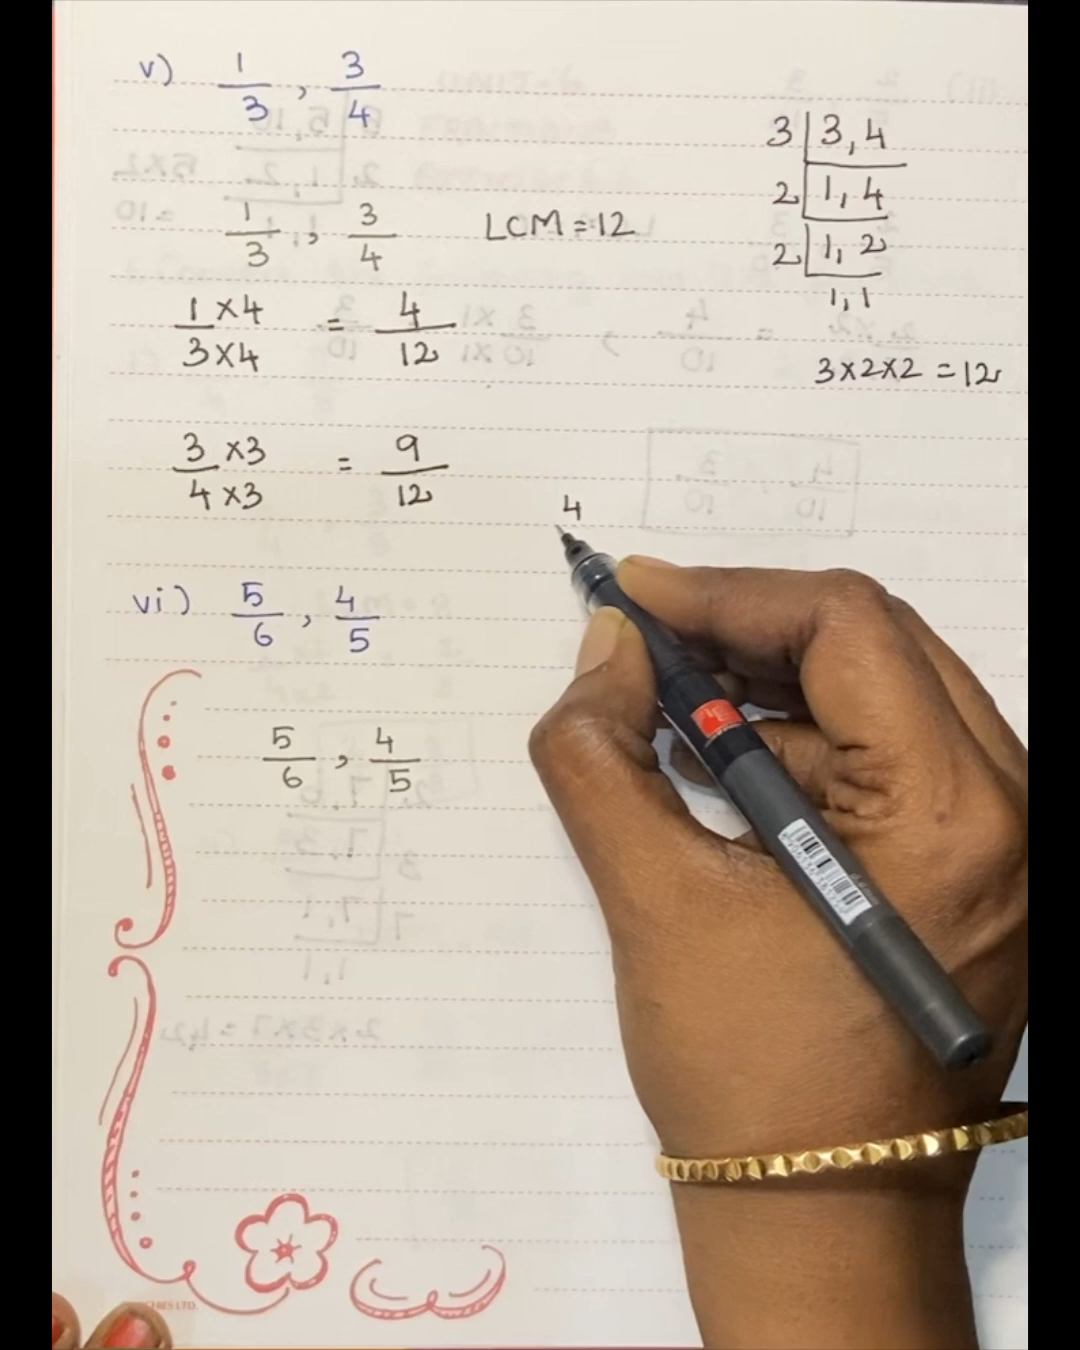 v) 1/3 , 3/4
3 | 3, 4
2 | 1, 4
2 | 1, 2
1, 1
3×2×2 = 12
1/3 , 3/4 LCM = 12
1×4/3×4 = 4/12
3×3/4×3 = 9/12
4
vi) 5/6 , 4/5
5/6 , 4/5